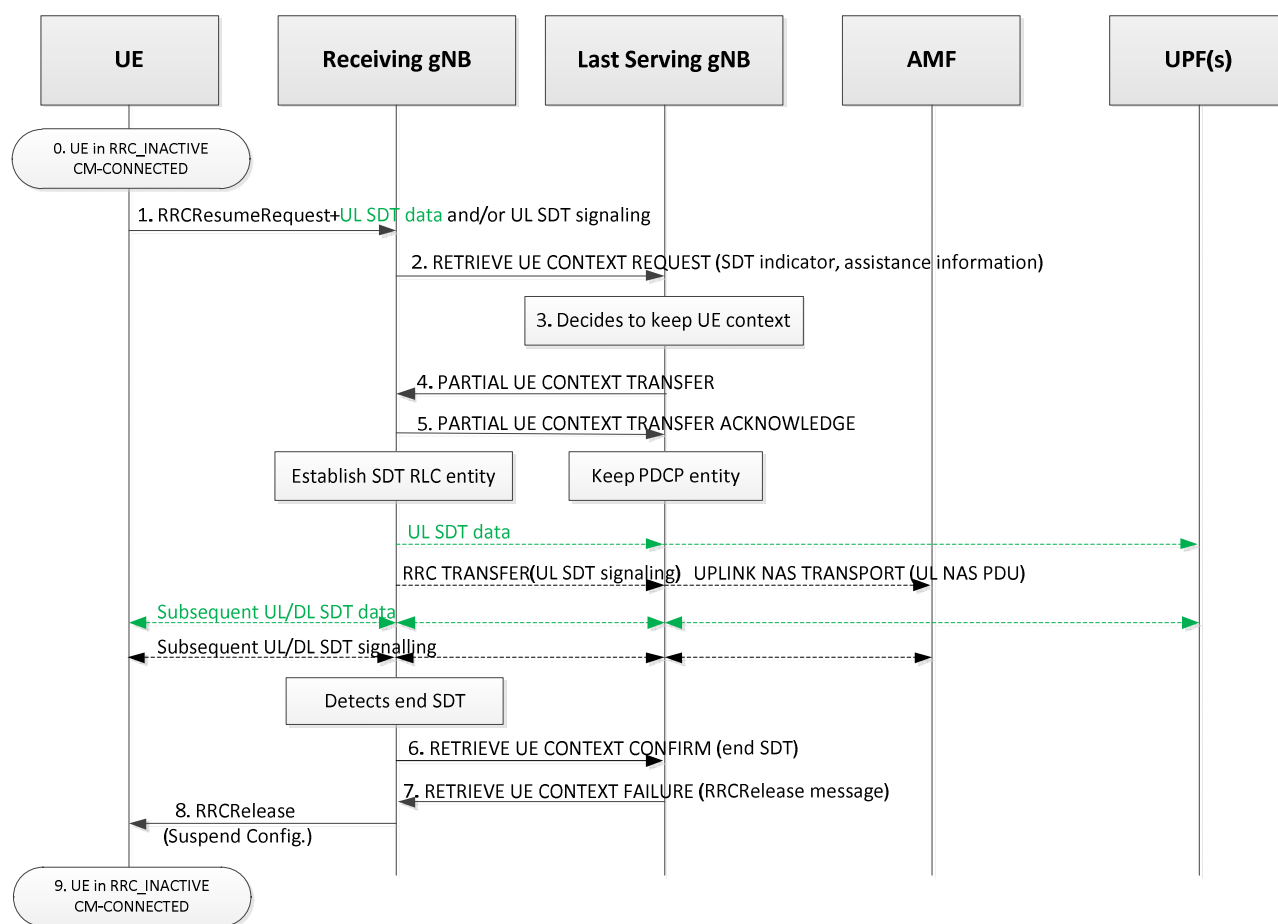 UE
Receiving gNB
Last Serving gNB
AMF
UPF(s)
0. UE in RRC_INACTIVE
CM-CONNECTED
1. RRCResumeRequest+UL SDT data and/or UL SDT signaling
2. RETRIEVE UE CONTEXT REQUEST (SDT indicator, assistance information)
3. Decides to keep UE context
4. PARTIAL UE CONTEXT TRANSFER
5. PARTIAL UE CONTEXT TRANSFER ACKNOWLEDGE
Establish SDT RLC entity
Keep PDCP entity
UL SDT data
RRC TRANSFER(UL SDT signaling)
UPLINK NAS TRANSPORT (UL NAS PDU)
Subsequent UL/DL SDT data
Subsequent UL/DL SDT signalling
Detects end SDT
6. RETRIEVE UE CONTEXT CONFIRM (end SDT)
7. RETRIEVE UE CONTEXT FAILURE (RRCRelease message)
8. RRCRelease
(Suspend Config.)
9. UE in RRC_INACTIVE
CM-CONNECTED